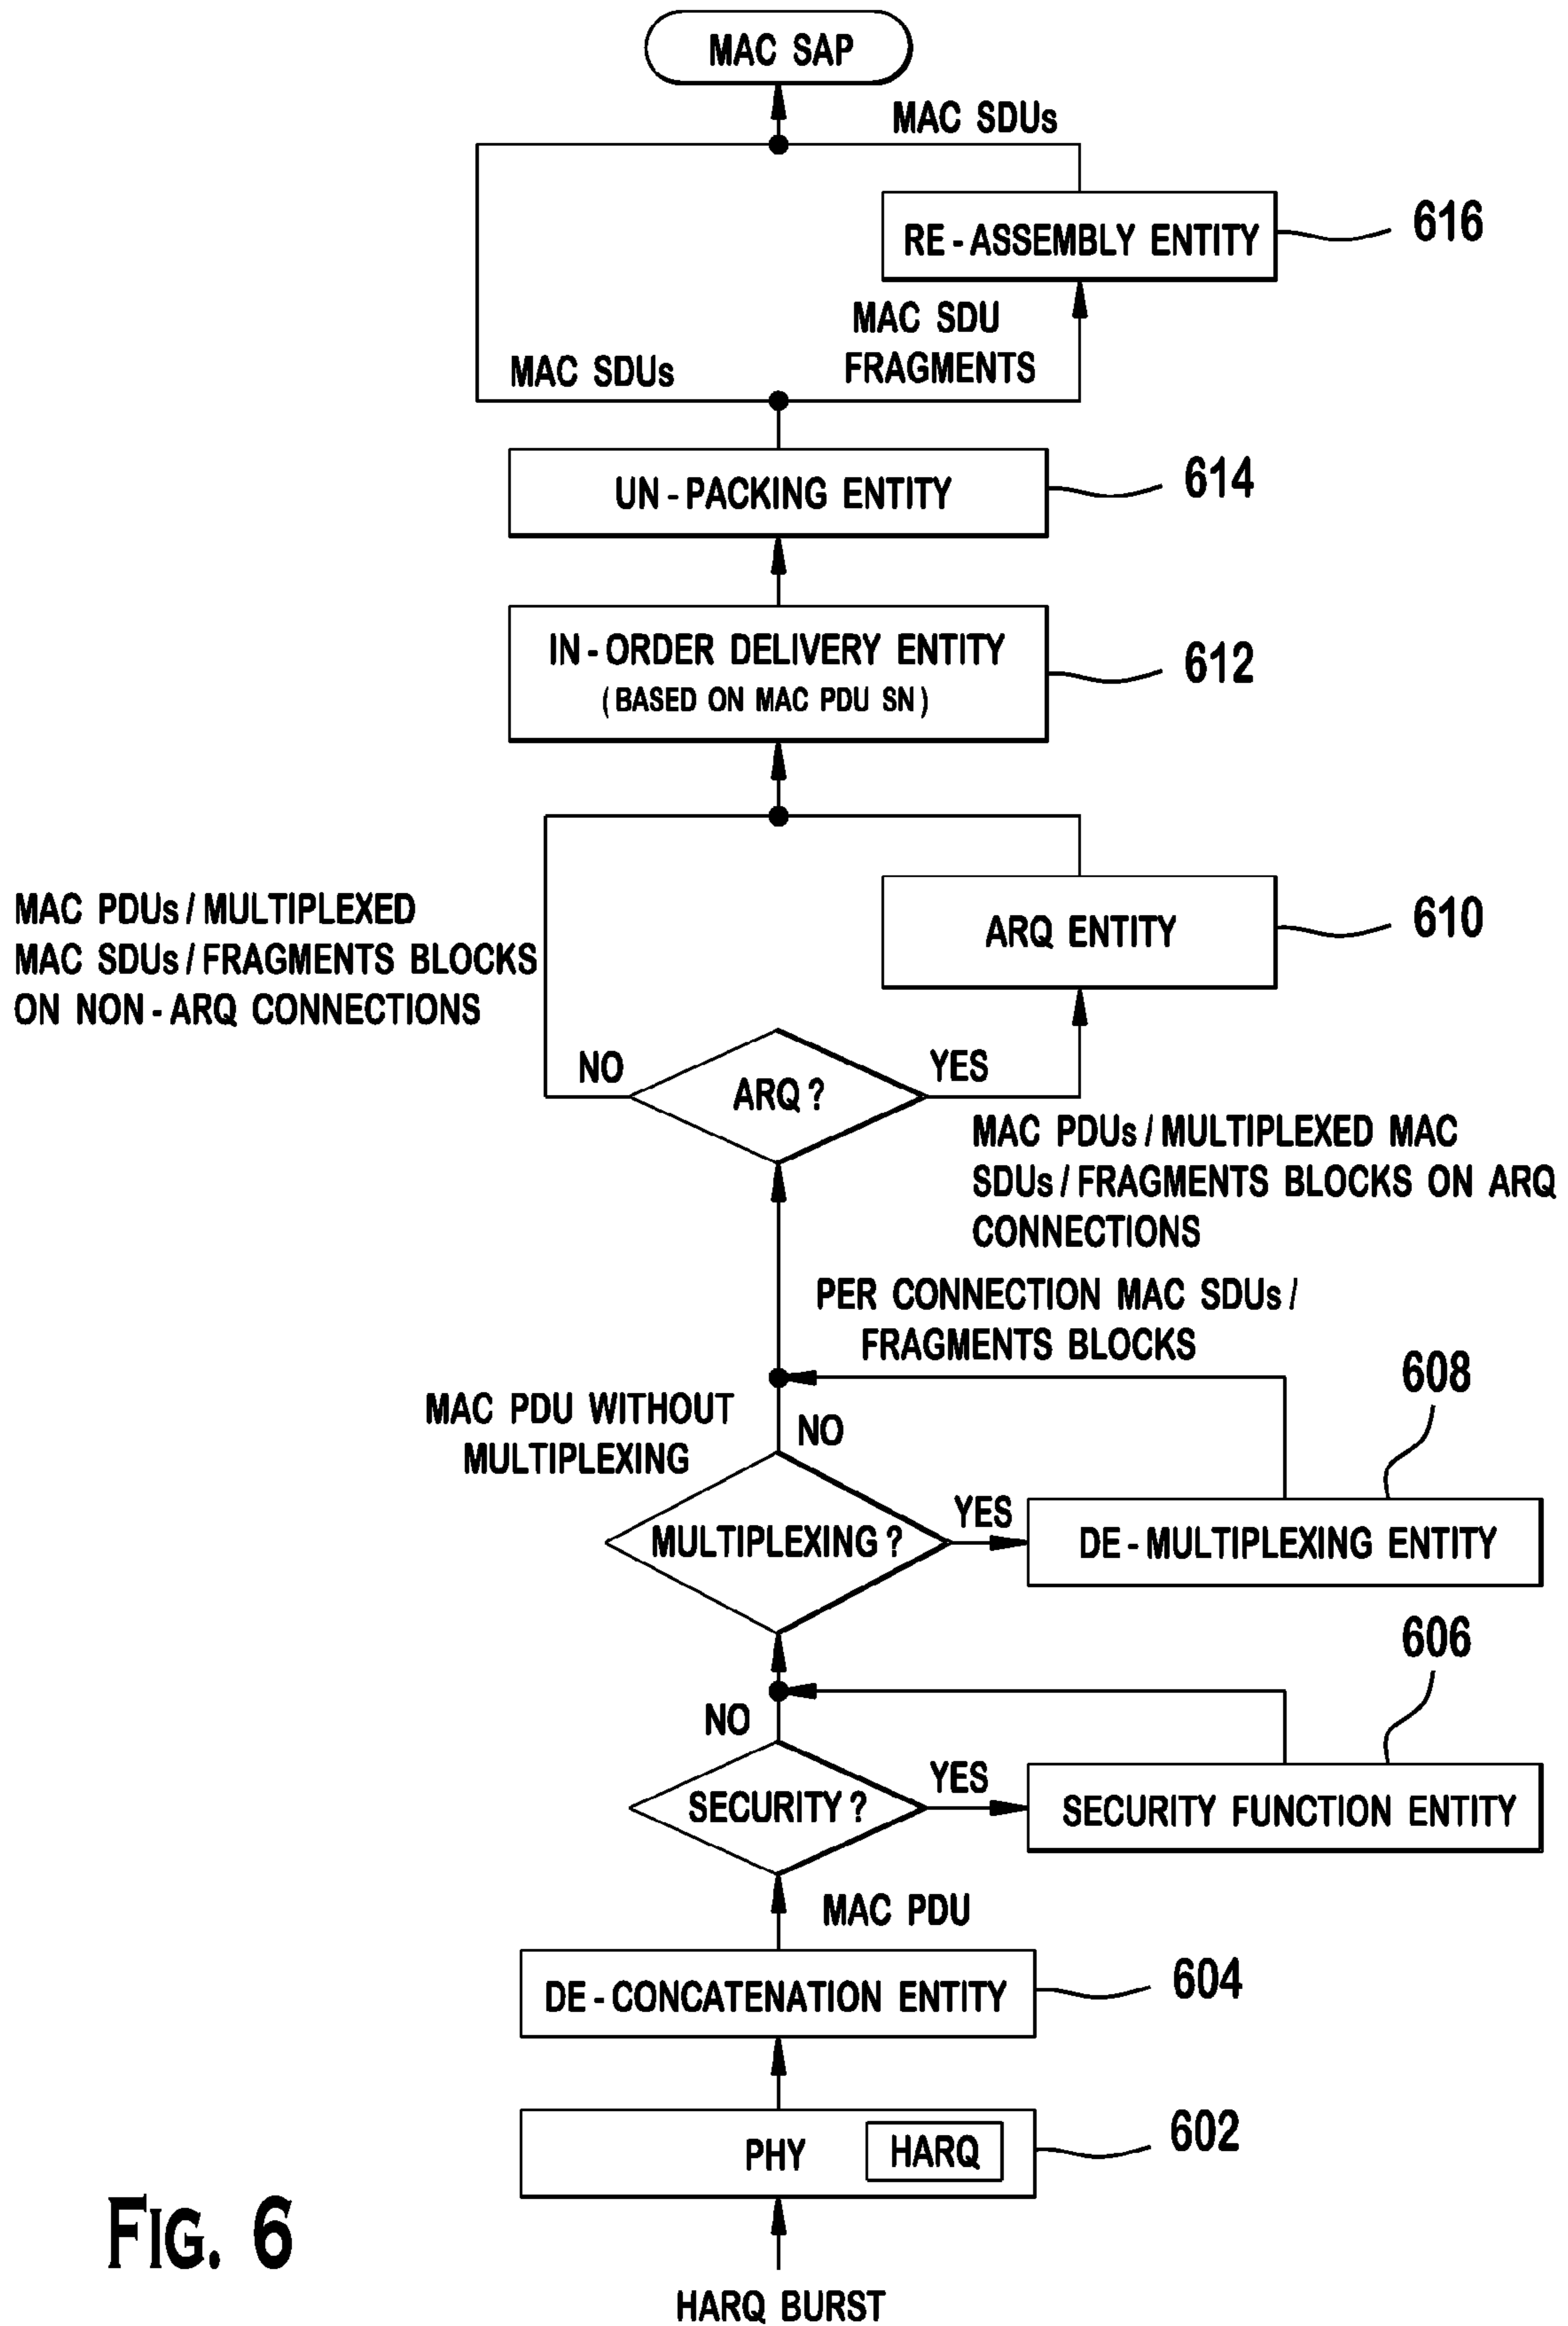 MAC SAP
MAC SDUs
RE-ASSEMBLY ENTITY
616
MAC SDU
FRAGMENTS
MAC SDUs
UN-PACKING ENTITY
614
IN-ORDER DELIVERY ENTITY
(BASED ON MAC PDU SN)
612
MAC PDUs/MULTIPLEXED
MAC SDUs/FRAGMENTS BLOCKS
ON NON-ARQ CONNECTIONS
ARQ ENTITY
610
NO
ARQ?
YES
MAC PDUs/MULTIPLEXED MAC
SDUs/FRAGMENTS BLOCKS ON ARQ
CONNECTIONS
PER CONNECTION MAC SDUs/
FRAGMENTS BLOCKS
608
MAC PDU WITHOUT
MULTIPLEXING
NO
MULTIPLEXING?
YES
DE-MULTIPLEXING ENTITY
606
NO
SECURITY?
YES
SECURITY FUNCTION ENTITY
MAC PDU
DE-CONCATENATION ENTITY
604
PHY
HARQ
602
HARQ BURST
FIG. 6